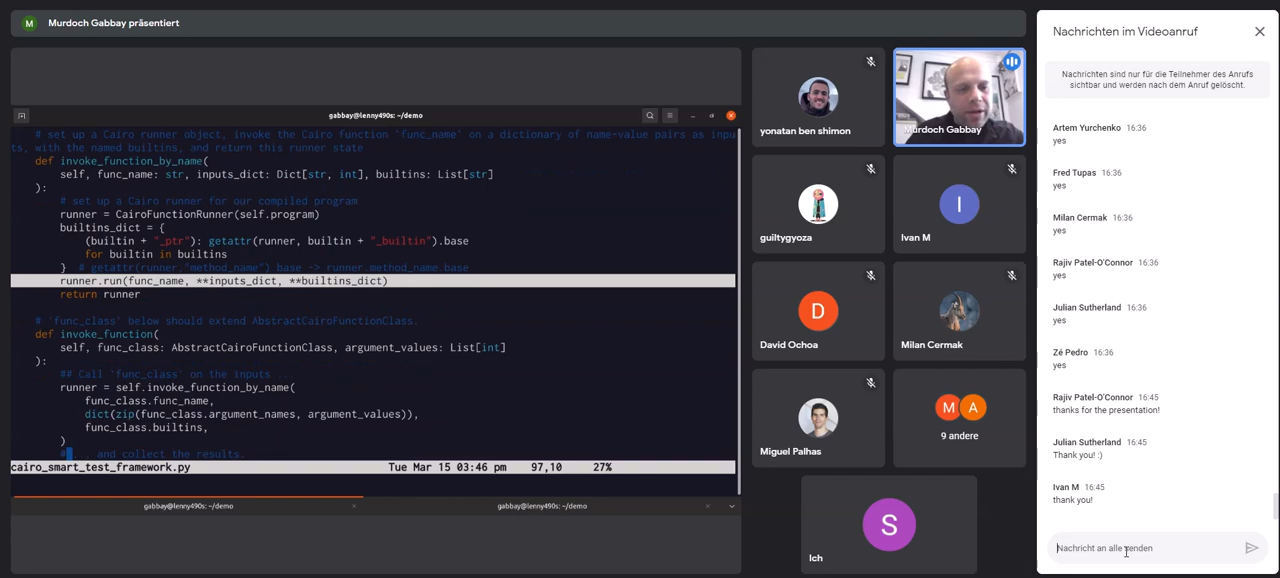 M Murdoch Gabbay präsentiert
gabbay@lenny490s: ~/demo
# set up a Cairo runner object, invoke the Cairo function `func_name` on a dictionary of name-value pairs as inpu
ts, with the named builtins, and return this runner state
def invoke_function_by_name(
self, func_name: str, inputs_dict: Dict[str, int], builtins: List[str]
):
# set up a Cairo runner for our compiled program
runner = CairoFunctionRunner(self.program)
builtins_dict = {
(builtin + "_ptr"): getattr(runner, builtin + "_builtin").base
for builtin in builtins
} # getattr(runner,"method_name").base -> runner.method_name.base
runner.run(func_name, **inputs_dict, **builtins_dict)
return runner
# 'func_class' below should extend AbstractCairoFunctionClass.
def invoke_function(
self, func_class: AbstractCairoFunctionClass, argument_values: List[int]
):
## Call `func_class` on the inputs ...
runner = self.invoke_function_by_name(
func_class.func_name,
dict(zip(func_class.argument_names, argument_values)),
func_class.builtins,
)
# ... and collect the results.
cairo_smart_test_framework.py Tue Mar 15 03:46 pm 97,10 27%
gabbay@lenny490s: ~/demo
gabbay@lenny490s: ~/demo
yonatan ben shimon
Murdoch Gabbay
guiltygyoza
I
Ivan M
D
David Ochoa
Milan Cermak
Miguel Palhas
M A
9 andere
S
Ich
Nachrichten im Videoanruf
Nachrichten sind nur für die Teilnehmer des Anrufs
sichtbar und werden nach dem Anruf gelöscht.
Artem Yurchenko 16:36
yes
Fred Tupas 16:36
yes
Milan Cermak 16:36
yes
Rajiv Patel-O'Connor 16:36
yes
Julian Sutherland 16:36
yes
Zé Pedro 16:36
yes
Rajiv Patel-O'Connor 16:45
thanks for the presentation!
Julian Sutherland 16:45
Thank you! :)
Ivan M 16:45
thank you!
Nachricht an alle senden